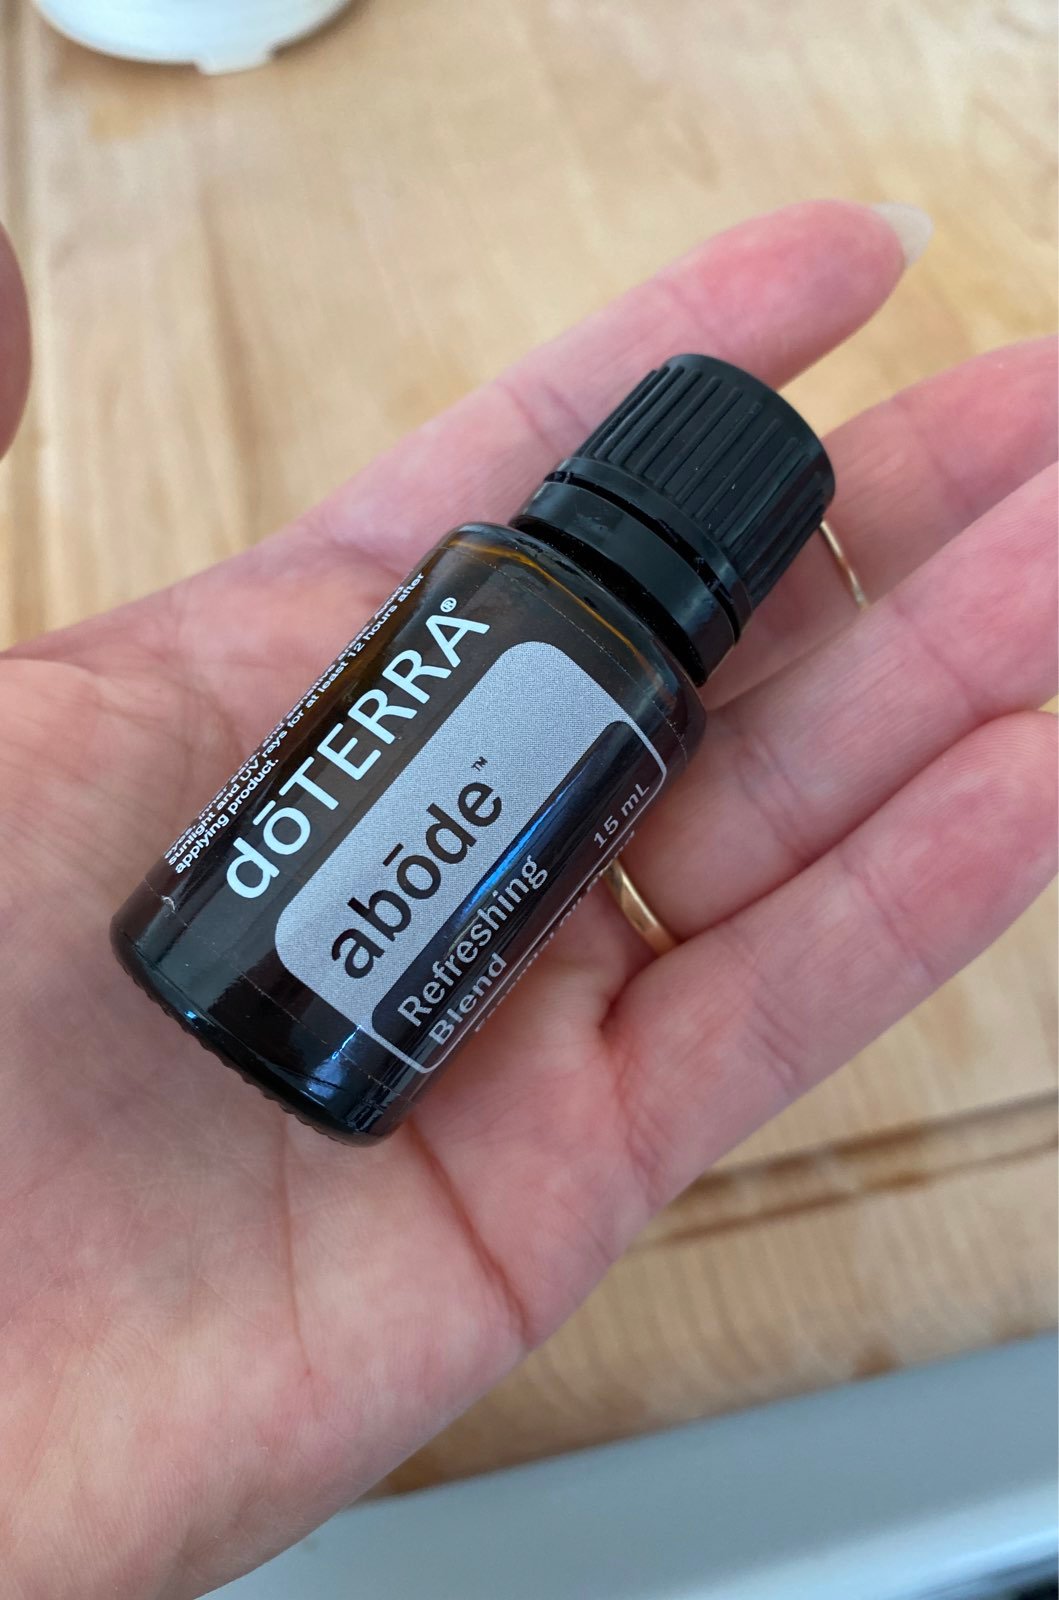 sunlight and UV rays for at least 12 hours after
applying product.
dōTERRA®
abōde™
Refreshing
Blend
15 mL